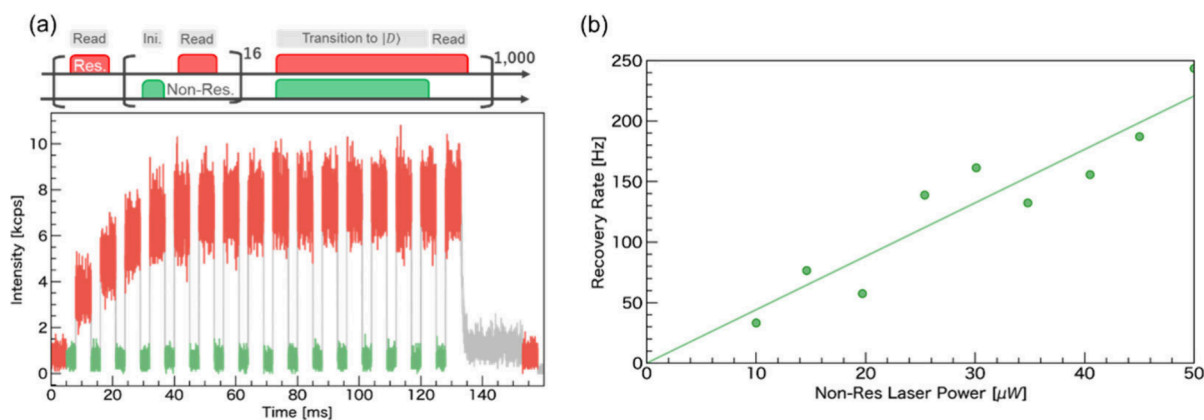 (a)
Read Ini. Read Transition to |D⟩ Read
16
1,000
Res.
Non-Res.
10
8
6
4
2
0
Intensity [kcps]
0 20 40 60 80 100 120 140
Time [ms]
(b)
250
200
150
100
50
0
Recovery Rate [Hz]
0 10 20 30 40 50
Non-Res Laser Power [μW]